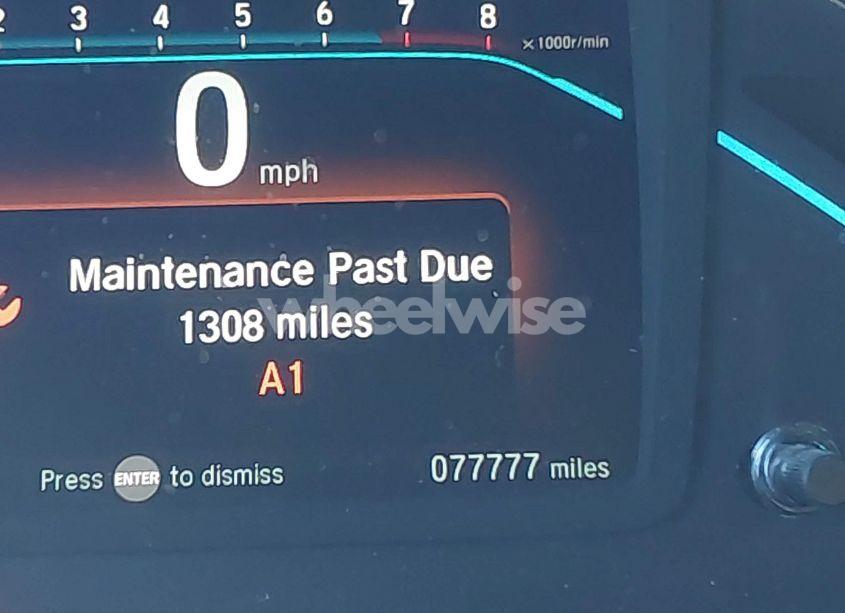 3 4 5 6 7 8
x1000r/min
0 mph
Maintenance Past Due
1308 miles
wheelwise
A1
Press ENTER to dismiss
077777 miles